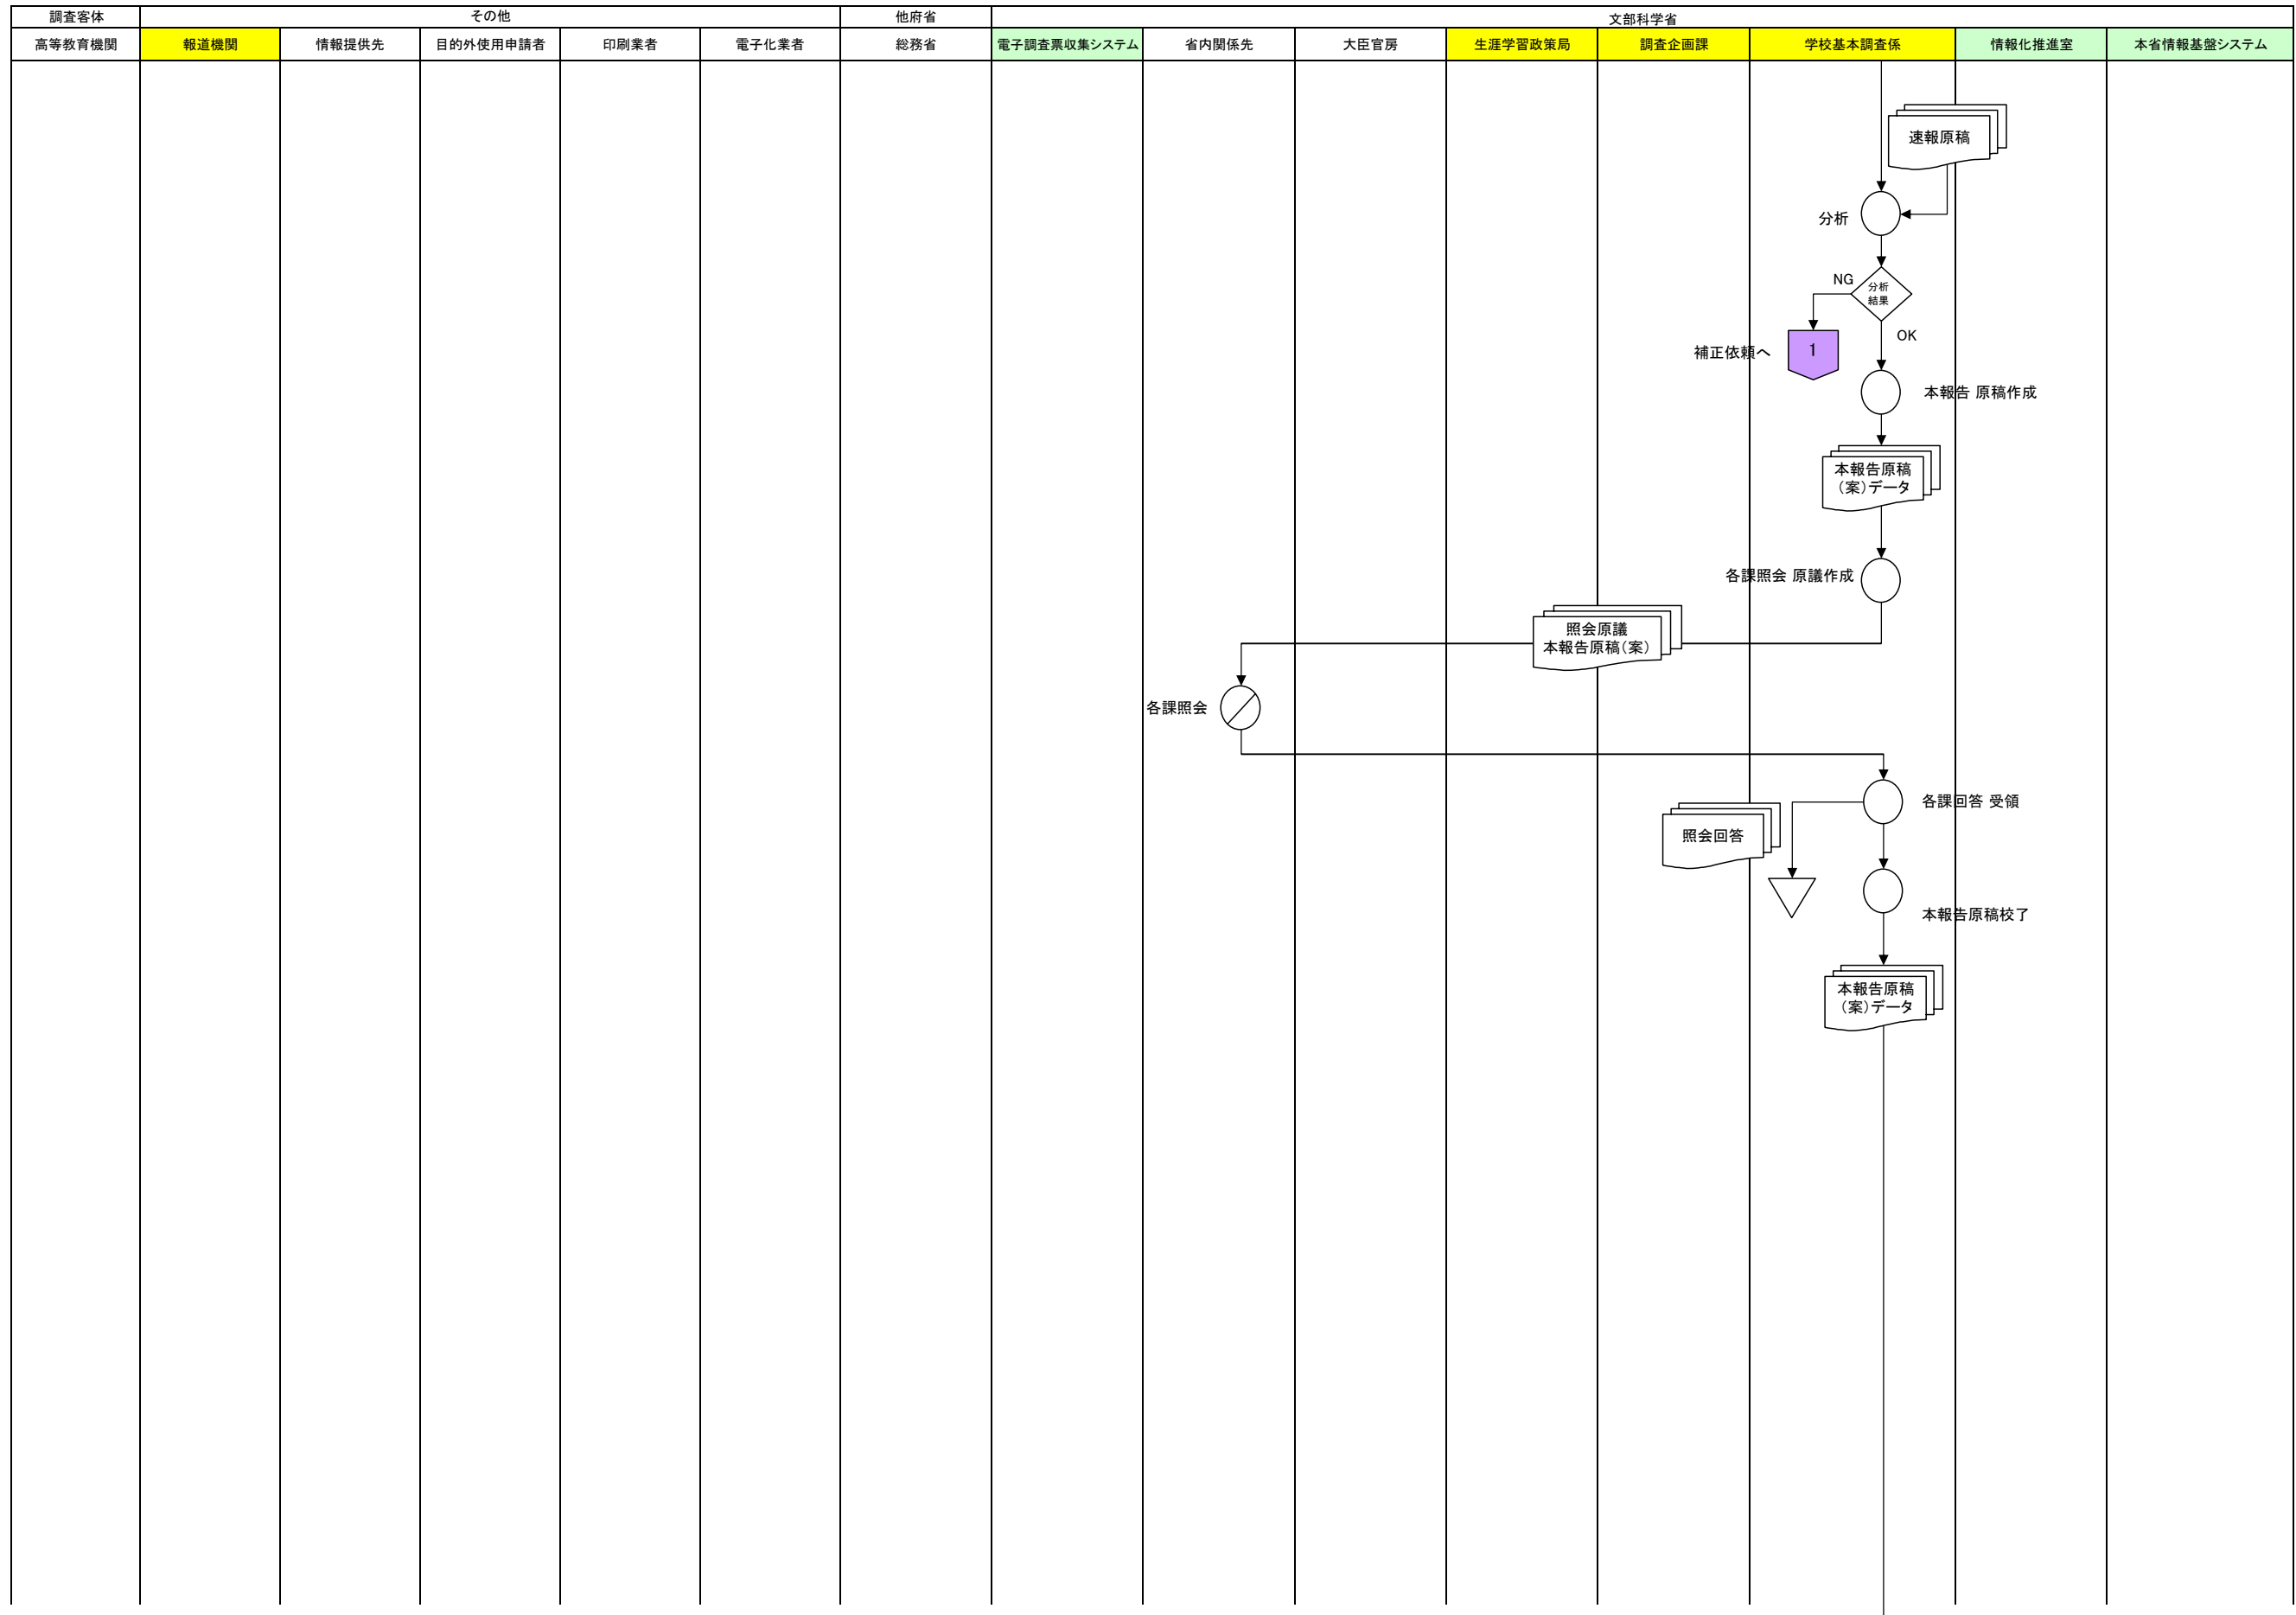 調査客体
その他
他府省
文部科学省
高等教育機関
報道機関
情報提供先
目的外使用申請者
印刷業者
電子化業者
総務省
電子調査票収集システム
省内関係先
大臣官房
生涯学習政策局
調査企画課
学校基本調査係
情報化推進室
本省情報基盤システム
速報原稿
分析
NG
分析
結果
OK
補正依頼へ
1
本報告 原稿作成
本報告原稿
（案）データ
各課照会 原議作成
照会原議
本報告原稿（案）
各課照会
各課回答 受領
照会回答
本報告原稿校了
本報告原稿
（案）データ